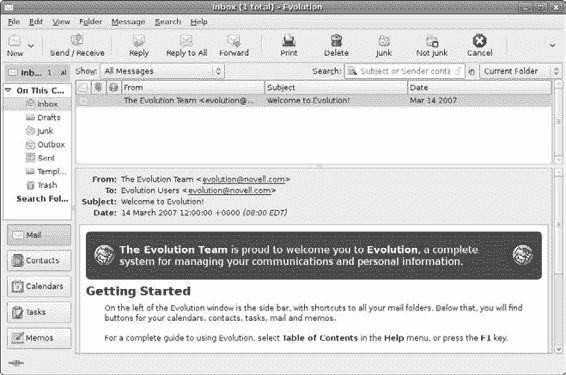 Inbox (1 total) - Evolution
File Edit View Folder Message Search Help
New Send / Receive Reply Reply to All Forward Print Delete Junk Not Junk Cancel
Inb... 1 al Show: All Messages Search: Subject or Sender conta in Current Folder
On This C... From Subject Date
Inbox The Evolution Team <evolution@... Welcome to Evolution! Mar 14 2007
Drafts
Junk
Outbox
Sent
Templ...
Trash
Search Fol...
From: The Evolution Team <evolution@novell.com>
To: Evolution Users <evolution@novell.com>
Subject: Welcome to Evolution!
Date: 14 March 2007 12:00:00 +0000 (08:00 EDT)
Mail
Contacts
Calendars
Tasks
Memos
The Evolution Team is proud to welcome you to Evolution, a complete
system for managing your communications and personal information.
Getting Started
On the left of the Evolution window is the side bar, with shortcuts to all your mail folders. Below that, you will find
buttons for your calendars, contacts, tasks, mail and memos.
For a complete guide to using Evolution, select Table of Contents in the Help menu, or press the F1 key.